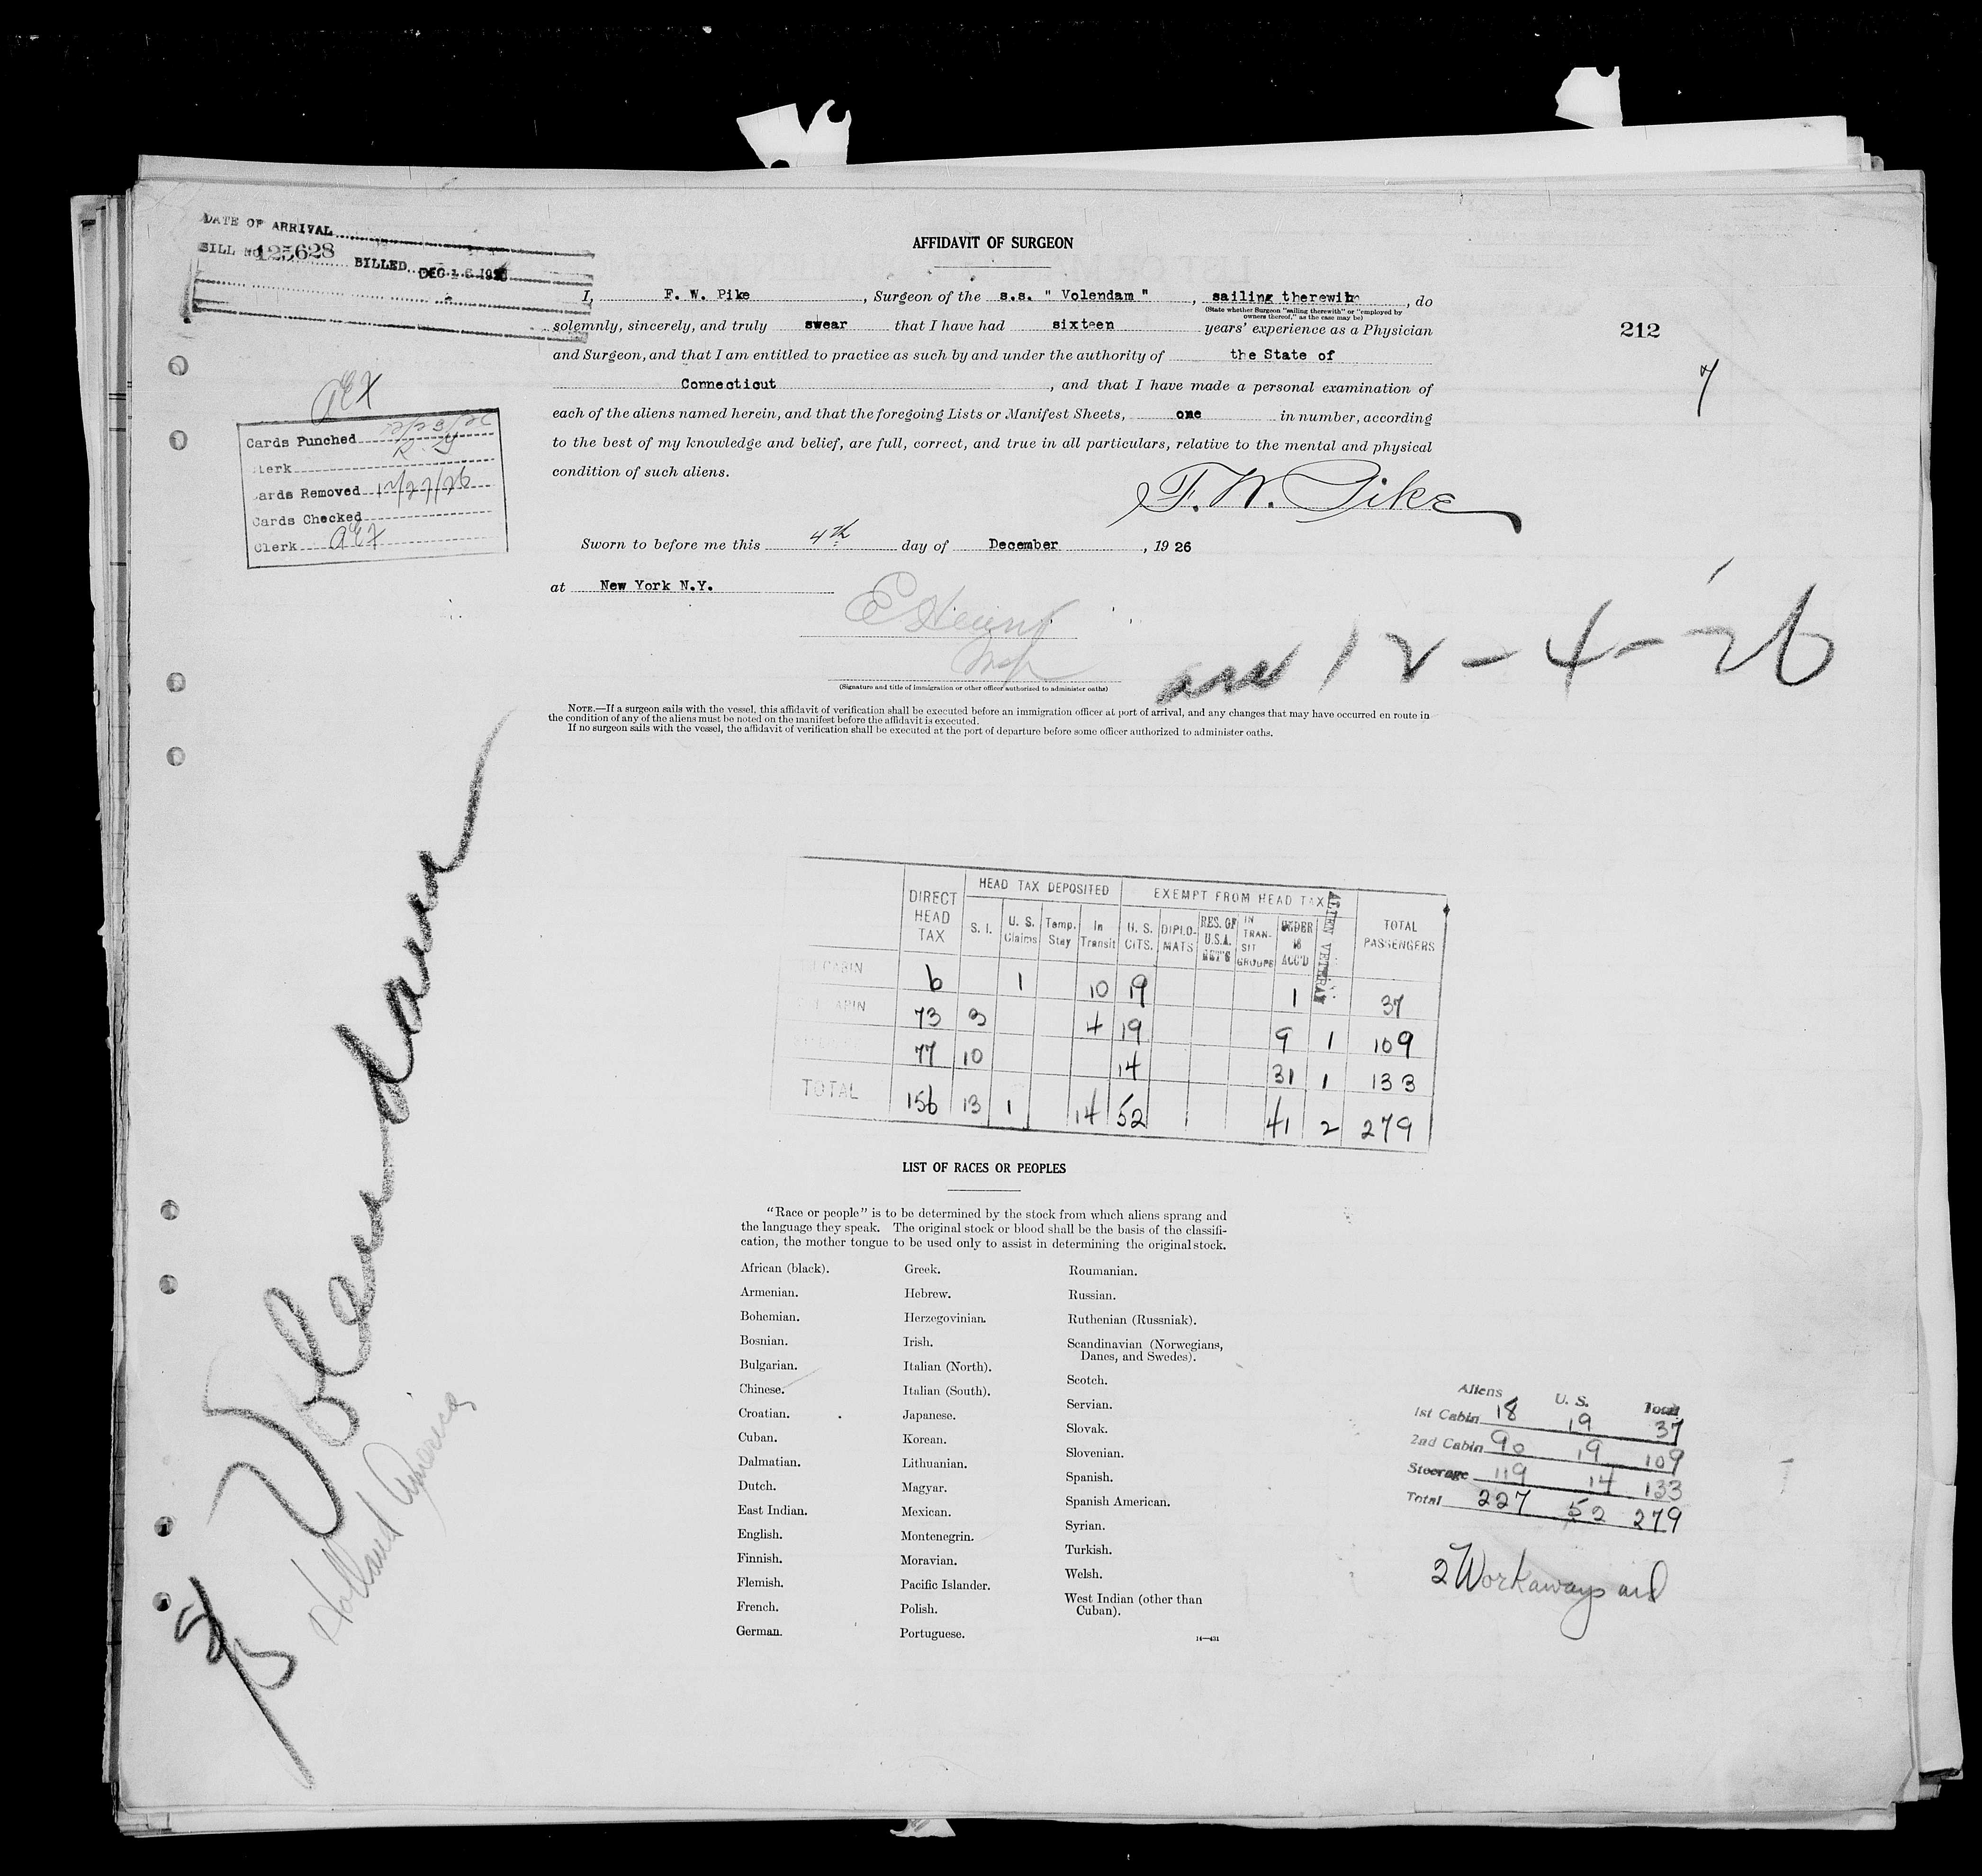 DATE OF ARRIVAL
BILL No 125628 BILLED DEC 16 1926
AFFIDAVIT OF SURGEON
I, F. W. Pike, Surgeon of the s.s. " Volendam ", sailing therewith, do
(State whether Surgeon "sailing therewith" or "employed by
owners thereof," as the case may be)
solemnly, sincerely, and truly swear that I have had sixteen years' experience as a Physician
and Surgeon, and that I am entitled to practice as such by and under the authority of the State of
Connecticut, and that I have made a personal examination of
each of the aliens named herein, and that the foregoing Lists or Manifest Sheets, one in number, according
to the best of my knowledge and belief, are full, correct, and true in all particulars, relative to the mental and physical
condition of such aliens.
F. W. Pike
Sworn to before me this 4th day of December, 1926
at New York N.Y.
Insp
(Signature and title of immigration or other officer authorized to administer oaths)
212
7
arr 12-4-'26
aEX
Cards Punched
Clerk
Cards Removed 12/27/26
Cards Checked
Clerk aEX
NOTE.—If a surgeon sails with the vessel, this affidavit of verification shall be executed before an immigration officer at port of arrival, and any changes that may have occurred en route in
the condition of any of the aliens must be noted on the manifest before the affidavit is executed.
If no surgeon sails with the vessel, the affidavit of verification shall be executed at the port of departure before some officer authorized to administer oaths.
Volendam
Holland America
DIRECT HEAD TAX
HEAD TAX DEPOSITED
EXEMPT FROM HEAD TAX
TOTAL PASSENGERS
S. I. U. S. Claims Temp. Stay In Transit U. S. CITS. DIPLO-MATS RES. OF U.S.A. RET'G IN TRAN-SIT GROUPS UNDER 16 ACC'D ALIEN VETERAN
CABIN 6 1 10 19 1 37
CABIN 73 3 4 19 9 1 109
77 10 14 31 1 133
TOTAL 156 13 1 14 52 41 2 279
LIST OF RACES OR PEOPLES
"Race or people" is to be determined by the stock from which aliens sprang and
the language they speak. The original stock or blood shall be the basis of the classifi-
cation, the mother tongue to be used only to assist in determining the original stock.
African (black).
Armenian.
Bohemian.
Bosnian.
Bulgarian.
Chinese.
Croatian.
Cuban.
Dalmatian.
Dutch.
East Indian.
English.
Finnish.
Flemish.
French.
German.
Greek.
Hebrew.
Herzegovinian.
Irish.
Italian (North).
Italian (South).
Japanese.
Korean.
Lithuanian.
Magyar.
Mexican.
Montenegrin.
Moravian.
Pacific Islander.
Polish.
Portuguese.
Roumanian.
Russian.
Ruthenian (Russniak).
Scandinavian (Norwegians,
Danes, and Swedes).
Scotch.
Servian.
Slovak.
Slovenian.
Spanish.
Spanish American.
Syrian.
Turkish.
Welsh.
West Indian (other than
Cuban).
14—431
Aliens U. S. Total
1st Cabin 18 19 37
2nd Cabin 90 19 109
Steerage 119 14 133
Total 227 52 279
2 Workaways